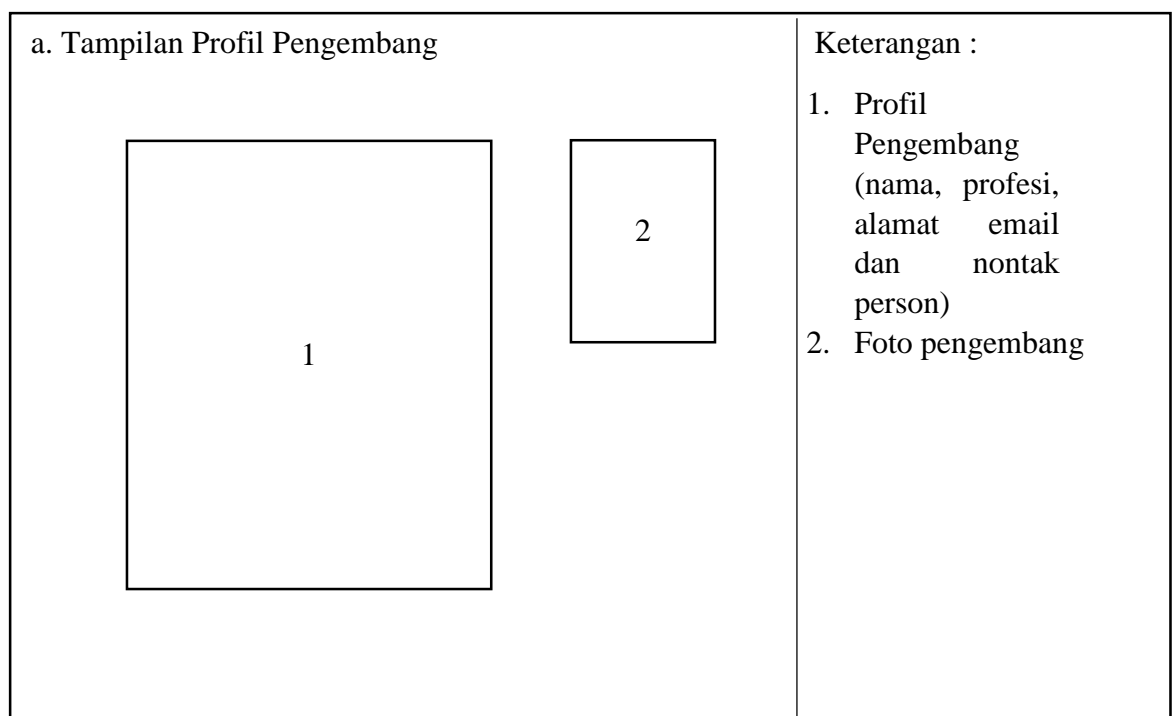 a. Tampilan Profil Pengembang
1
2
Keterangan :
1. Profil
Pengembang
(nama, profesi,
alamat email
dan nontak
person)
2. Foto pengembang